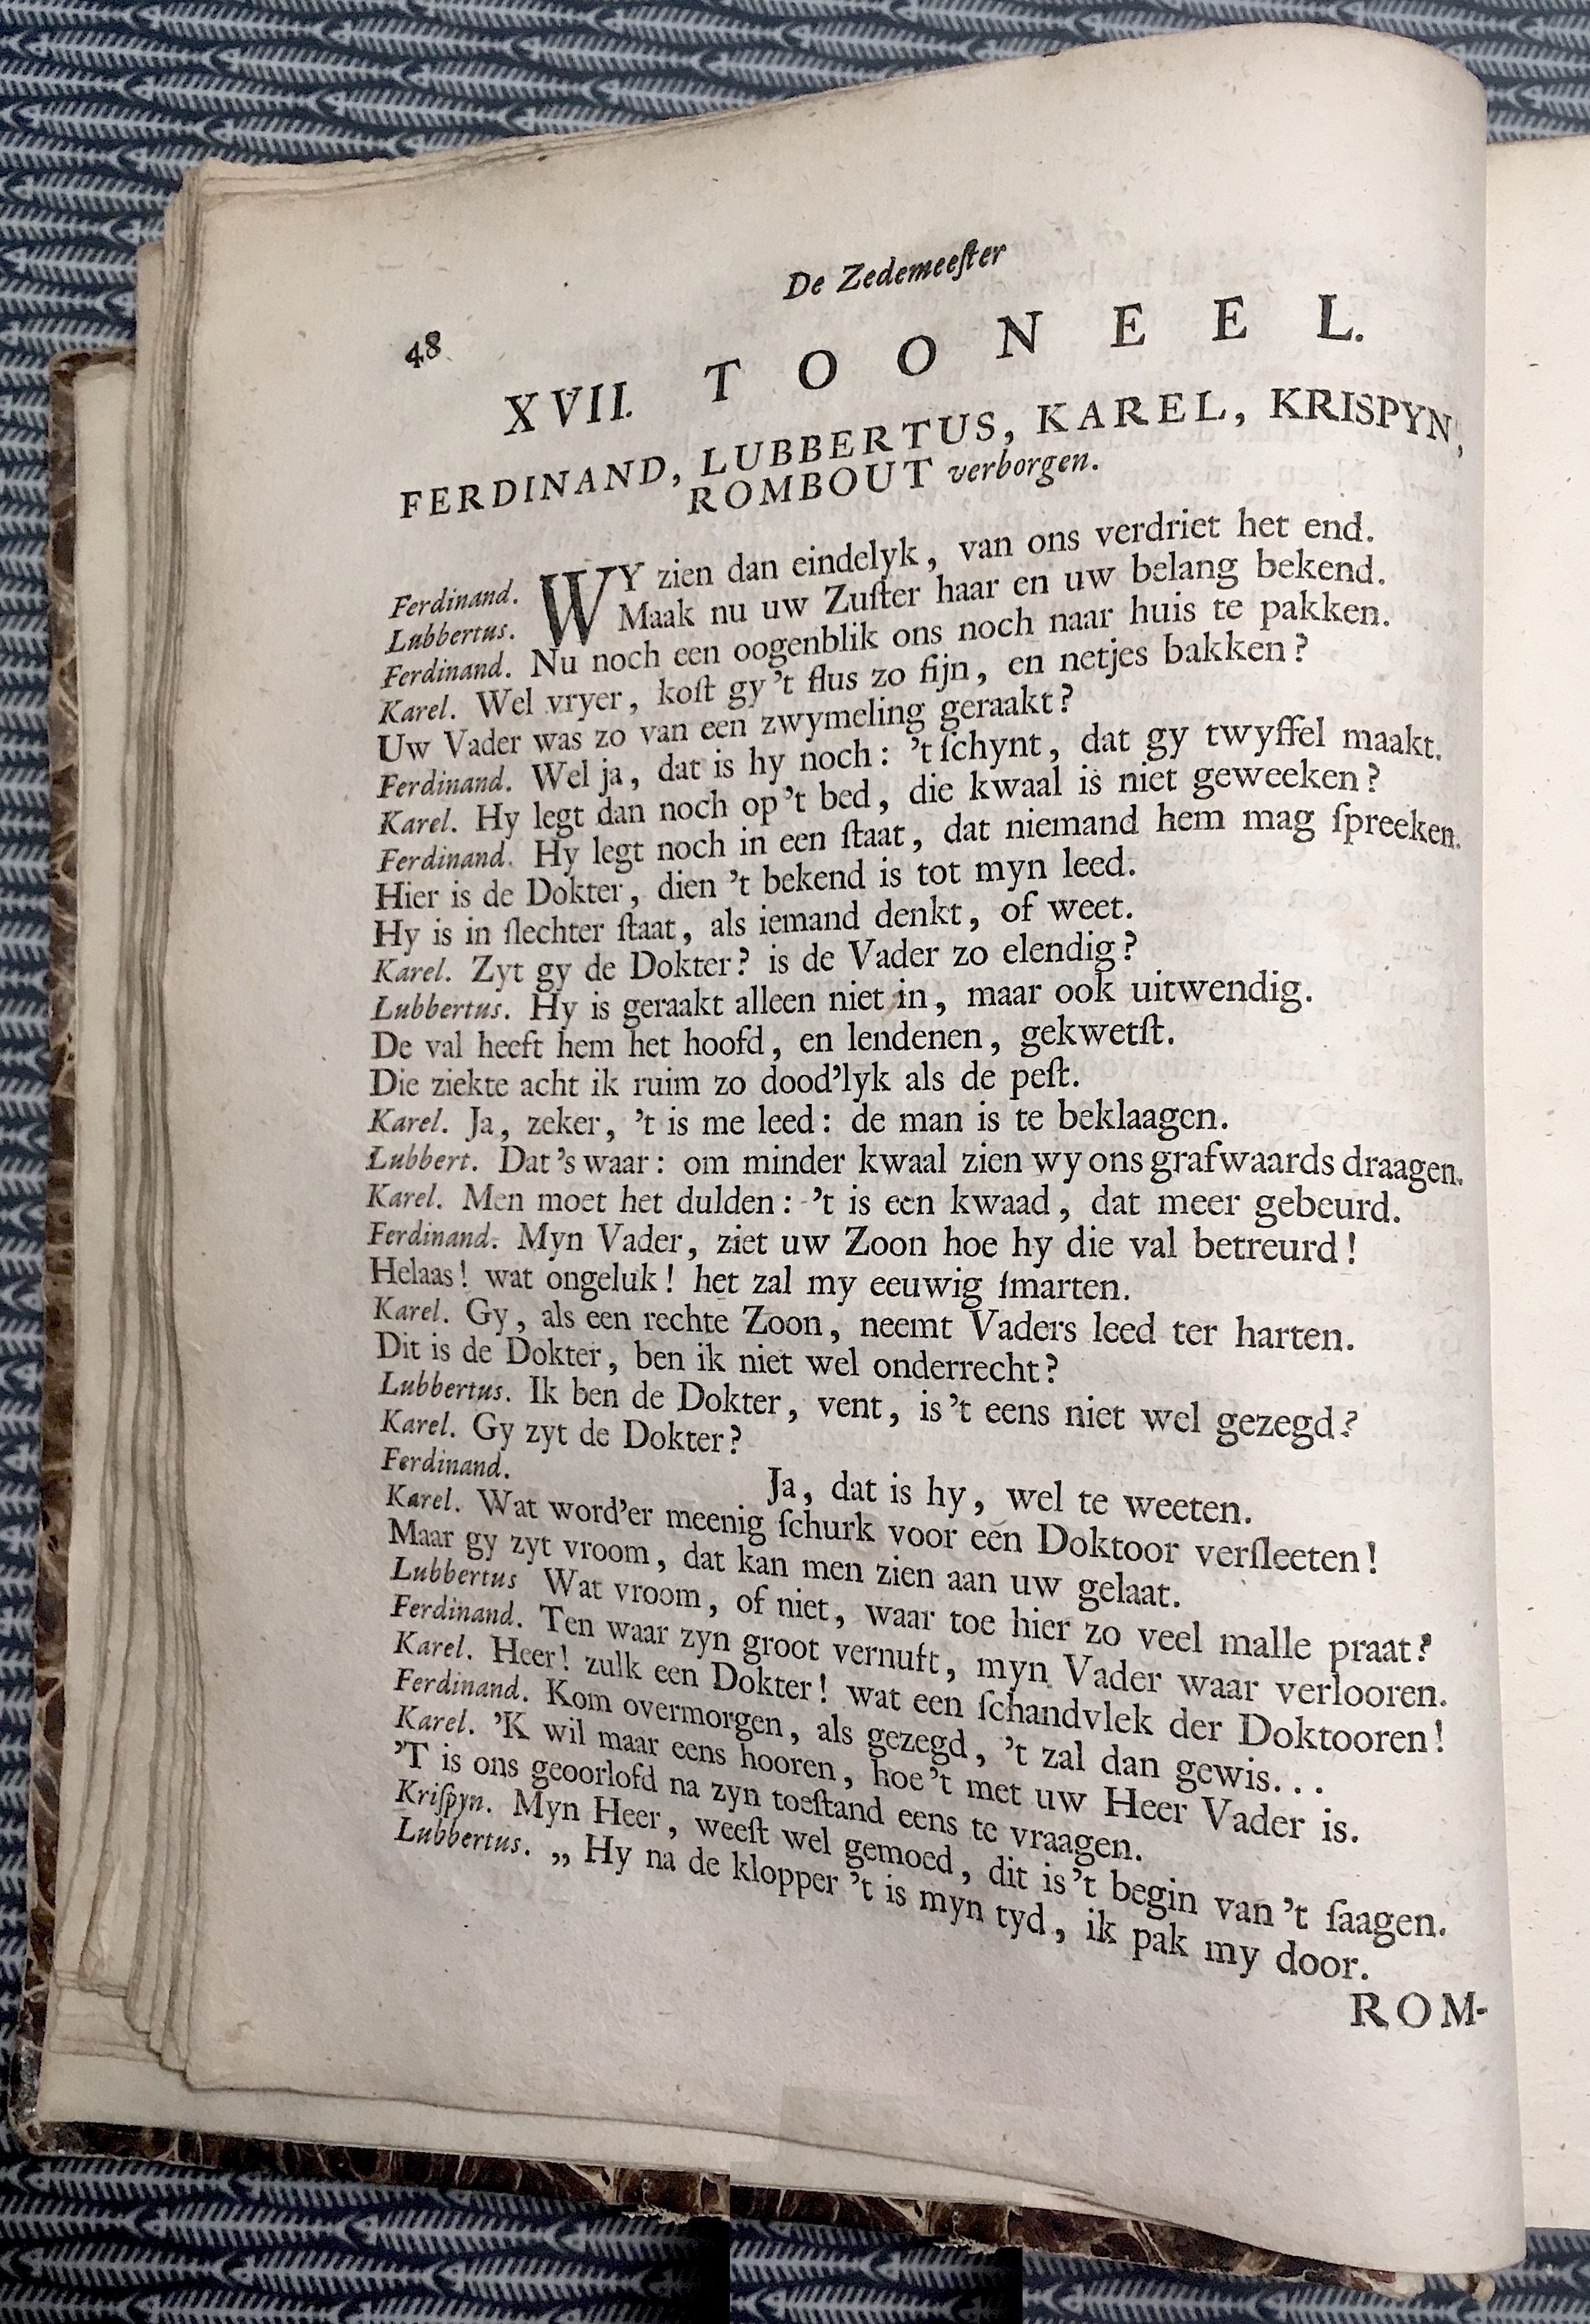 De Zedemeeſter
48
XVII. TOONEEL.
FERDINAND, LUBBERTUS, KAREL, KRISPYN,
ROMBOUT verborgen.
Ferdinand. WY zien dan eindelyk, van ons verdriet het end.
Lubbertus. Maak nu uw Zuſter haar en uw belang bekend.
Ferdinand. Nu noch een oogenblik ons noch naar huis te pakken.
Karel. Wel vryer, koſt gy 't flus zo fijn, en netjes bakken?
Uw Vader was zo van een zwymeling geraakt?
Ferdinand. Wel ja, dat is hy noch: 't ſchynt, dat gy twyffel maakt.
Karel. Hy legt dan noch op 't bed, die kwaal is niet geweeken?
Ferdinand. Hy legt noch in een ſtaat, dat niemand hem mag ſpreeken.
Hier is de Dokter, dien 't bekend is tot myn leed.
Hy is in ſlechter ſtaat, als iemand denkt, of weet.
Karel. Zyt gy de Dokter? is de Vader zo elendig?
Lubbertus. Hy is geraakt alleen niet in, maar ook uitwendig.
De val heeft hem het hoofd, en lendenen, gekwetſt.
Die ziekte acht ik ruim zo dood'lyk als de peſt.
Karel. Ja, zeker, 't is me leed: de man is te beklaagen.
Lubbert. Dat 's waar: om minder kwaal zien wy ons grafwaards draagen.
Karel. Men moet het dulden: 't is een kwaad, dat meer gebeurd.
Ferdinand. Myn Vader, ziet uw Zoon hoe hy die val betreurd!
Helaas! wat ongeluk! het zal my eeuwig ſmarten.
Karel. Gy, als een rechte Zoon, neemt Vaders leed ter harten.
Dit is de Dokter, ben ik niet wel onderrecht?
Lubbertus. Ik ben de Dokter, vent, is 't eens niet wel gezegd?
Karel. Gy zyt de Dokter?
Ferdinand. Ja, dat is hy, wel te weeten.
Karel. Wat word'er meenig ſchurk voor een Doktoor verſleeten!
Maar gy zyt vroom, dat kan men zien aan uw gelaat.
Lubbertus Wat vroom, of niet, waar toe hier zo veel malle praat?
Ferdinand. Ten waar zyn groot vernuft, myn Vader waar verlooren.
Karel. Heer! zulk een Dokter! wat een ſchandvlek der Doktooren!
Ferdinand. Kom overmorgen, als gezegd, 't zal dan gewis...
Karel. 'K wil maar eens hooren, hoe 't met uw Heer Vader is.
'T is ons geoorlofd na zyn toeſtand eens te vraagen.
Kriſpyn. Myn Heer, weeſt wel gemoed, dit is 't begin van 't ſaagen.
Lubbertus. „ Hy na de klopper 't is myn tyd, ik pak my door.
ROM-